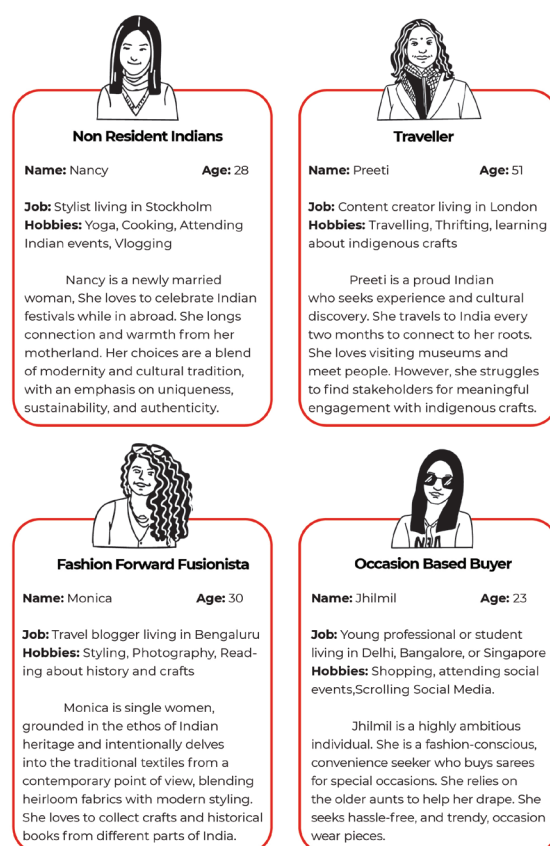 Non Resident Indians
Name: Nancy Age: 28
Job: Stylist living in Stockholm
Hobbies: Yoga, Cooking, Attending
Indian events, Vlogging
Nancy is a newly married
woman, She loves to celebrate Indian
festivals while in abroad. She longs
connection and warmth from her
motherland. Her choices are a blend
of modernity and cultural tradition,
with an emphasis on uniqueness,
sustainability, and authenticity.
Traveller
Name: Preeti Age: 51
Job: Content creator living in London
Hobbies: Travelling, Thrifting, learning
about indigenous crafts
Preeti is a proud Indian
who seeks experience and cultural
discovery. She travels to India every
two months to connect to her roots.
She loves visiting museums and
meet people. However, she struggles
to find stakeholders for meaningful
engagement with indigenous crafts.
Fashion Forward Fusionista
Name: Monica Age: 30
Job: Travel blogger living in Bengaluru
Hobbies: Styling, Photography, Read-
ing about history and crafts
Monica is single women,
grounded in the ethos of Indian
heritage and intentionally delves
into the traditional textiles from a
contemporary point of view, blending
heirloom fabrics with modern styling.
She loves to collect crafts and historical
books from different parts of India.
Occasion Based Buyer
Name: Jhilmil Age: 23
Job: Young professional or student
living in Delhi, Bangalore, or Singapore
Hobbies: Shopping, attending social
events,Scrolling Social Media.
Jhilmil is a highly ambitious
individual. She is a fashion-conscious,
convenience seeker who buys sarees
for special occasions. She relies on
the older aunts to help her drape. She
seeks hassle-free, and trendy, occasion
wear pieces.